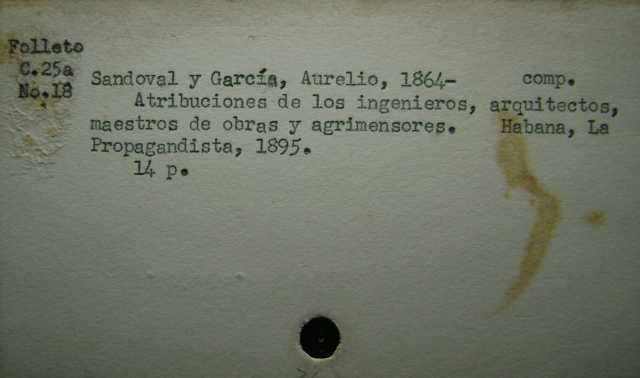 Folleto
C.25a
No.18
Sandoval y García, Aurelio, 1864- comp.
Atribuciones de los ingenieros, arquitectos,
maestros de obras y agrimensores. Habana, La
Propagandista, 1895.
14 p.